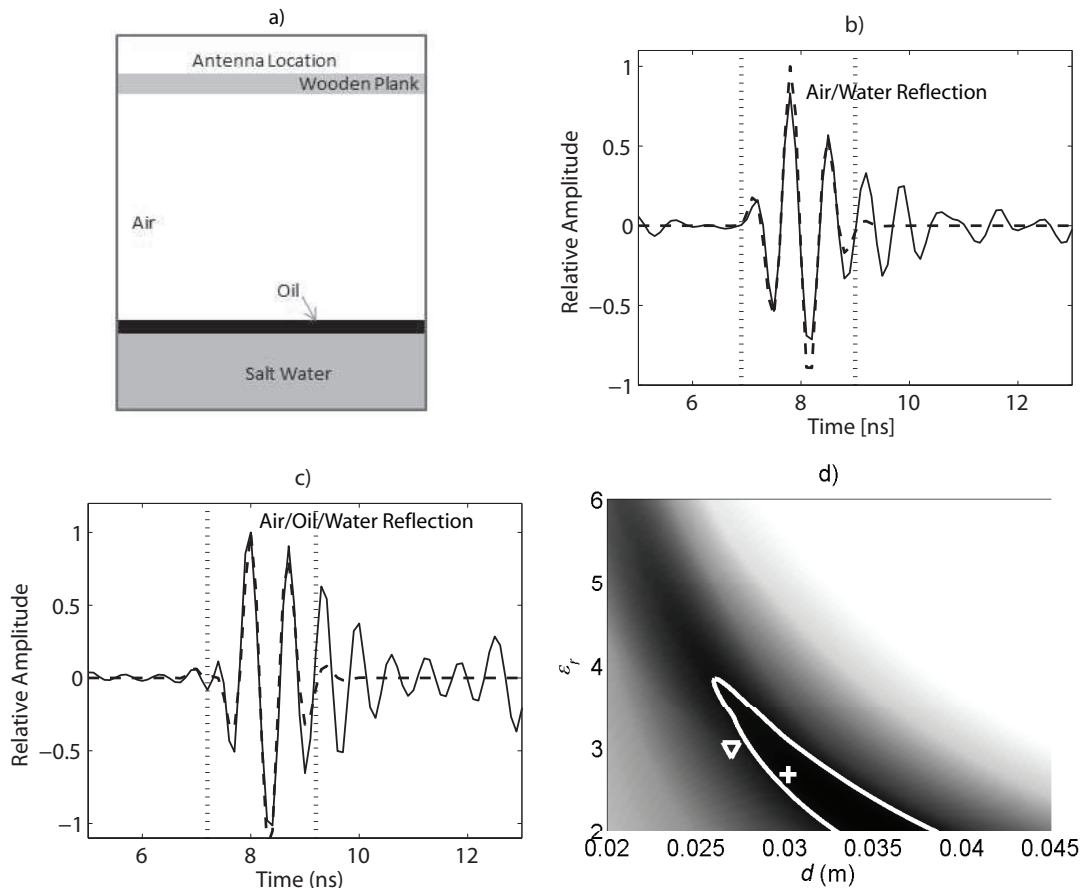 a)
Antenna Location
Wooden Plank
Air
Oil
Salt Water
b)
Air/Water Reflection
Relative Amplitude
1
0.5
0
−0.5
−1
6 8 10 12
Time [ns]
c)
Air/Oil/Water Reflection
Relative Amplitude
1
0.5
0
−0.5
−1
6 8 10 12
Time (ns)
d)
6
5
4
3
2
εr
0.02 0.025 0.03 0.035 0.04 0.045
d (m)